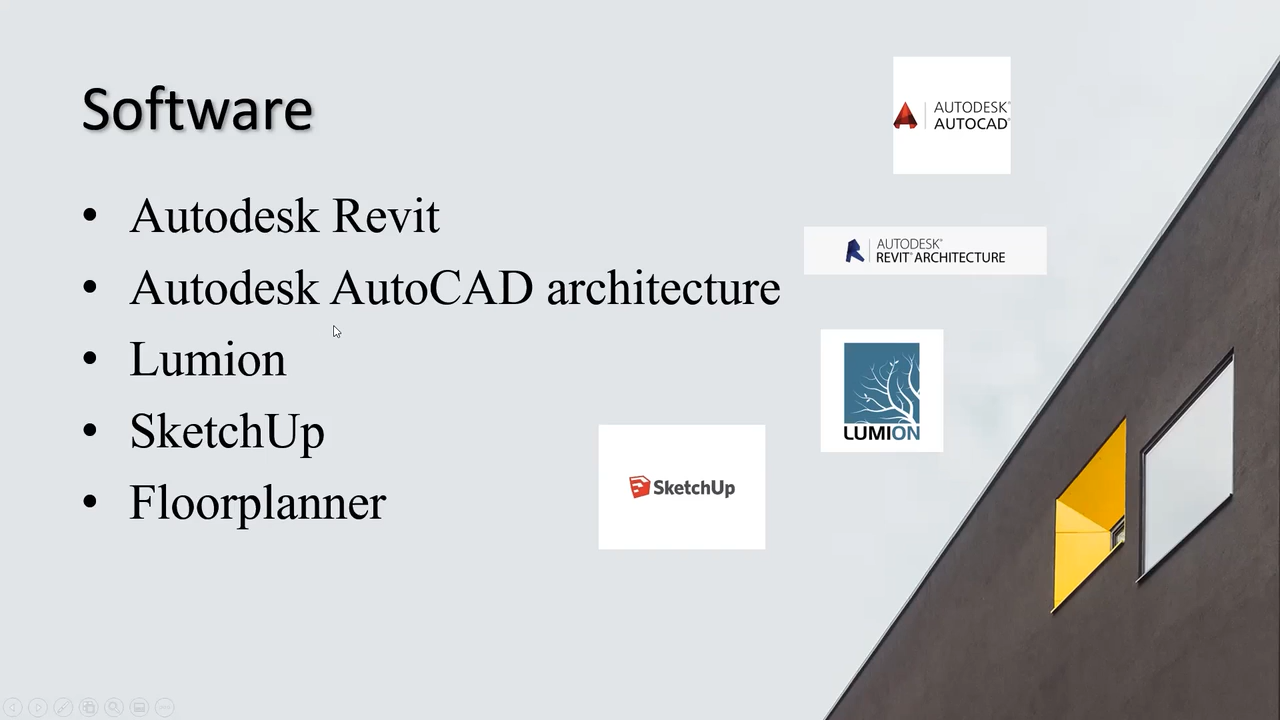 Software
• Autodesk Revit
• Autodesk AutoCAD architecture
• Lumion
• SketchUp
• Floorplanner
AUTODESK®
AUTOCAD®
AUTODESK®
REVIT® ARCHITECTURE
LUMION
SketchUp